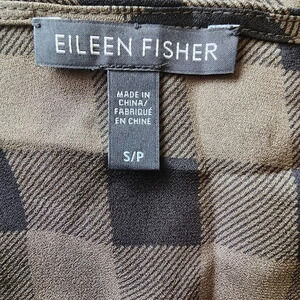 EILEEN FISHER
MADE IN
CHINA/
FABRIQUÉ
EN CHINE
S/P